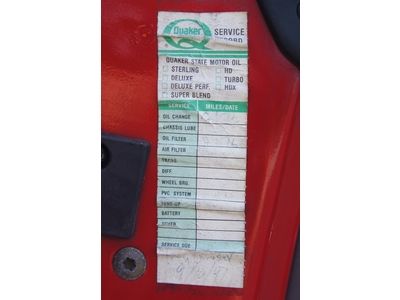 Quaker
SERVICE
RECORD
QUAKER STATE MOTOR OIL
STERLING HD
DELUXE TURBO
DELUXE PERF. HDX
SUPER BLEND
SERVICE MILES/DATE
OIL CHANGE
CHASSIS LUBE
OIL FILTER
AIR FILTER
TRANS.
DIFF.
WHEEL BRG.
PVC SYSTEM
TUNE-UP
BATTERY
OTHER
SERVICE DUE